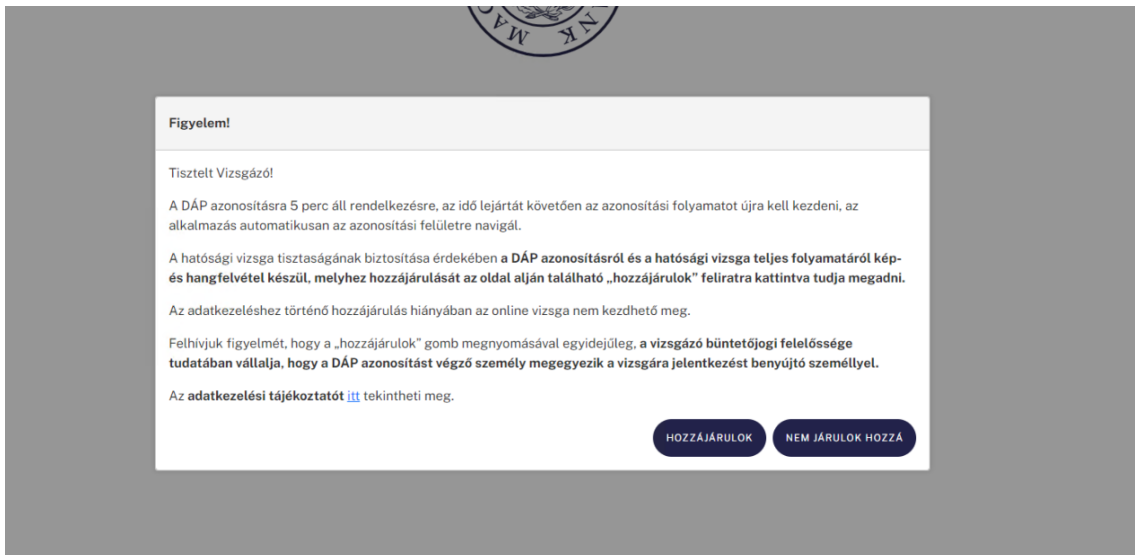 NK MA
Figyelem!
Tisztelt Vizsgázó!
A DÁP azonosításra 5 perc áll rendelkezésre, az idő lejártát követően az azonosítási folyamatot újra kell kezdeni, az
alkalmazás automatikusan az azonosítási felületre navigál.
A hatósági vizsga tisztaságának biztosítása érdekében a DÁP azonosításról és a hatósági vizsga teljes folyamatáról kép-
és hangfelvétel készül, melyhez hozzájárulását az oldal alján található „hozzájárulok” feliratra kattintva tudja megadni.
Az adatkezeléshez történő hozzájárulás hiányában az online vizsga nem kezdhető meg.
Felhívjuk figyelmét, hogy a „hozzájárulok” gomb megnyomásával egyidejűleg, a vizsgázó büntetőjogi felelőssége
tudatában vállalja, hogy a DÁP azonosítást végző személy megegyezik a vizsgára jelentkezést benyújtó személlyel.
Az adatkezelési tájékoztatót itt tekintheti meg.
HOZZÁJÁRULOK NEM JÁRULOK HOZZÁ